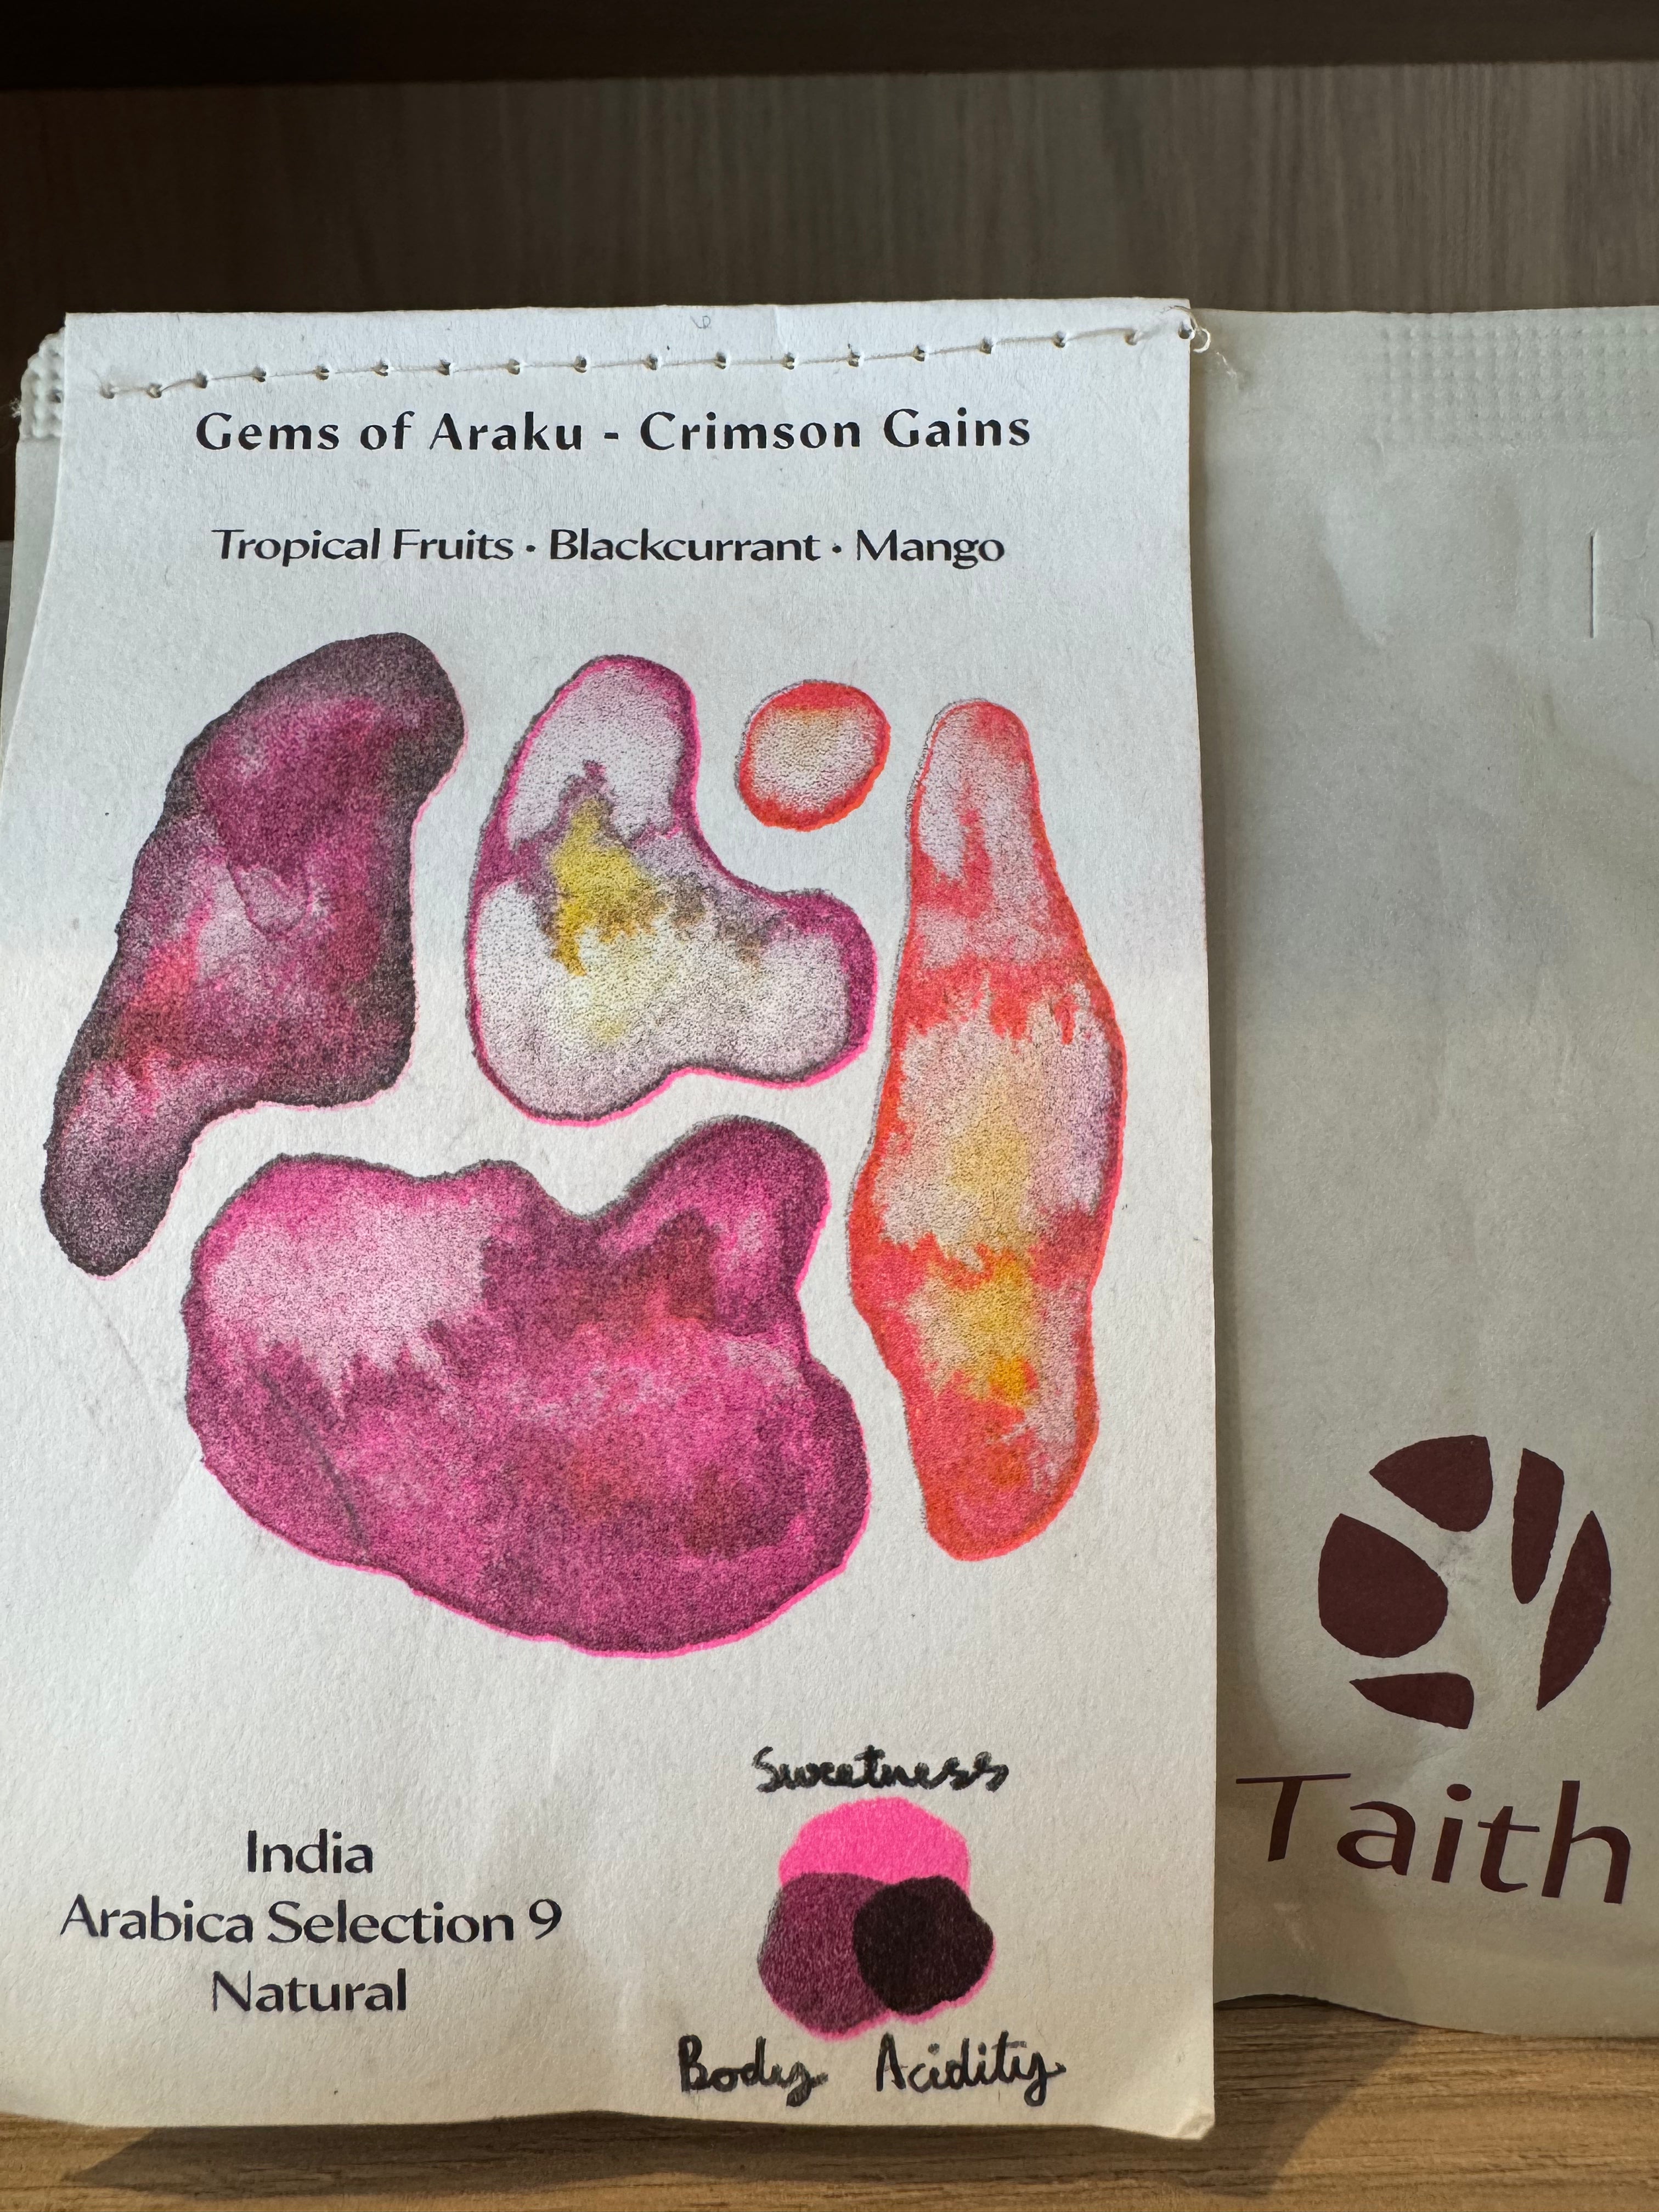 Gems of Araku - Crimson Gains
Tropical Fruits · Blackcurrant · Mango
India
Arabica Selection 9
Natural
Sweetness
Body Acidity
Taith